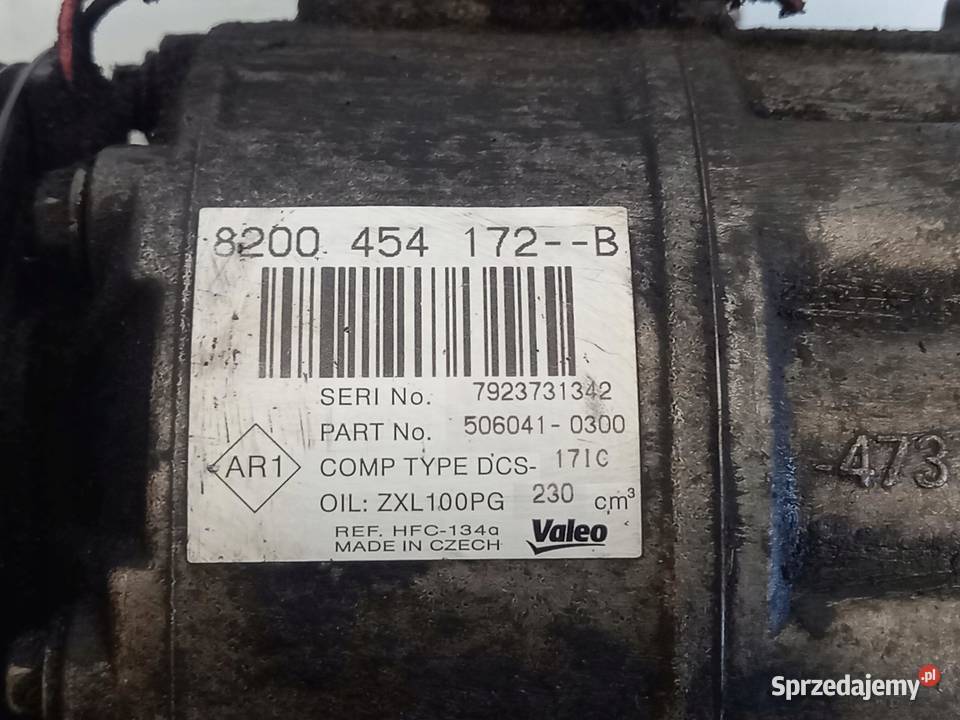 8200 454 172--B
SERI No. 7923731342
PART No. 506041-0300
AR1
COMP TYPE DCS-17IC
OIL: ZXL100PG 230 cm³
REF. HFC-134a
MADE IN CZECH
Valeo
-473
Sprzedajemy.pl